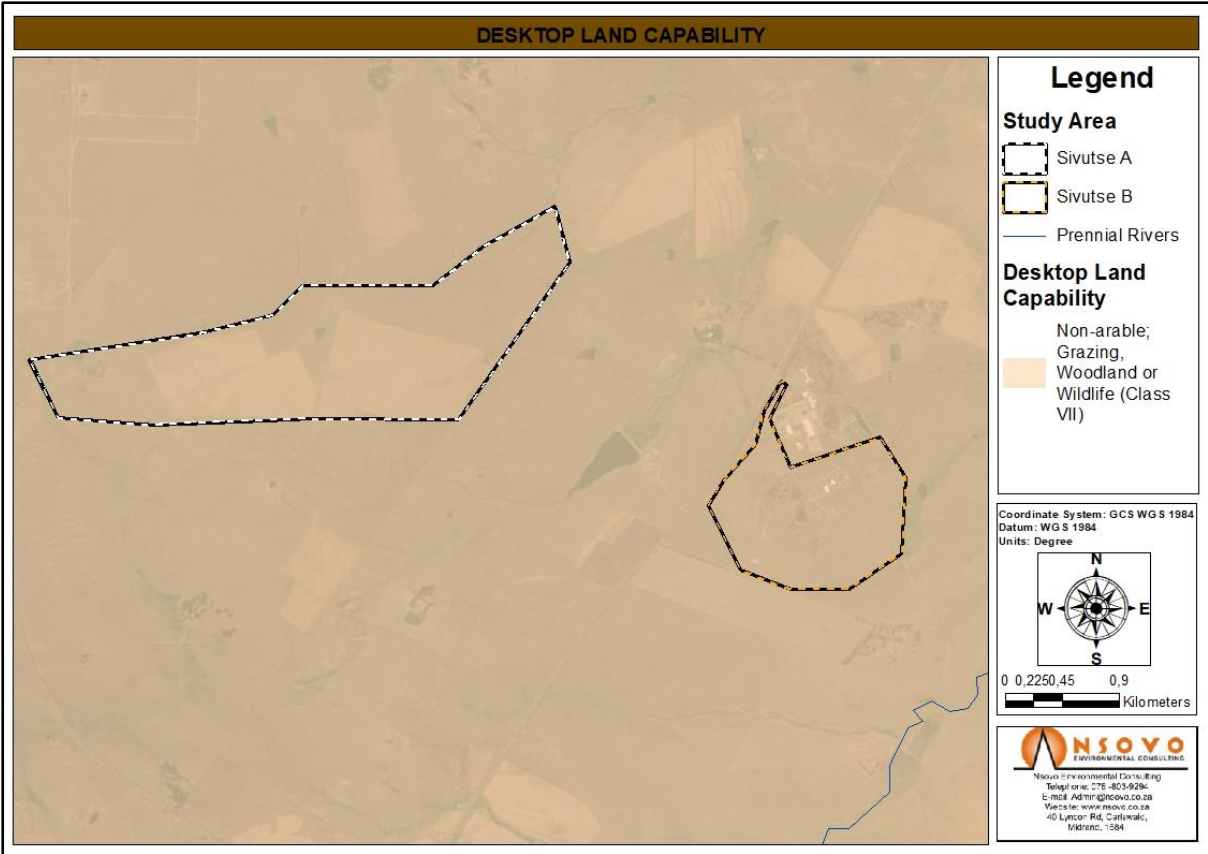 DESKTOP LAND CAPABILITY
Legend
Study Area
Sivutse A
Sivutse B
Prennial Rivers
Desktop Land
Capability
Non-arable;
Grazing,
Woodland or
Wildlife (Class
VII)
Coordinate System: GCS WGS 1984
Datum: WGS 1984
Units: Degree
N
W E
S
0 0,2250,45 0,9
Kilometers
NSOVO
ENVIRONMENTAL CONSULTING
Nsovo Environmental Consulting
Telephone: 076 -803-9294
E-mail: Admin@nsovo.co.za
Website: www.nsovo.co.za
40 Lyncon Rd, Carlswald,
Midrand, 1684